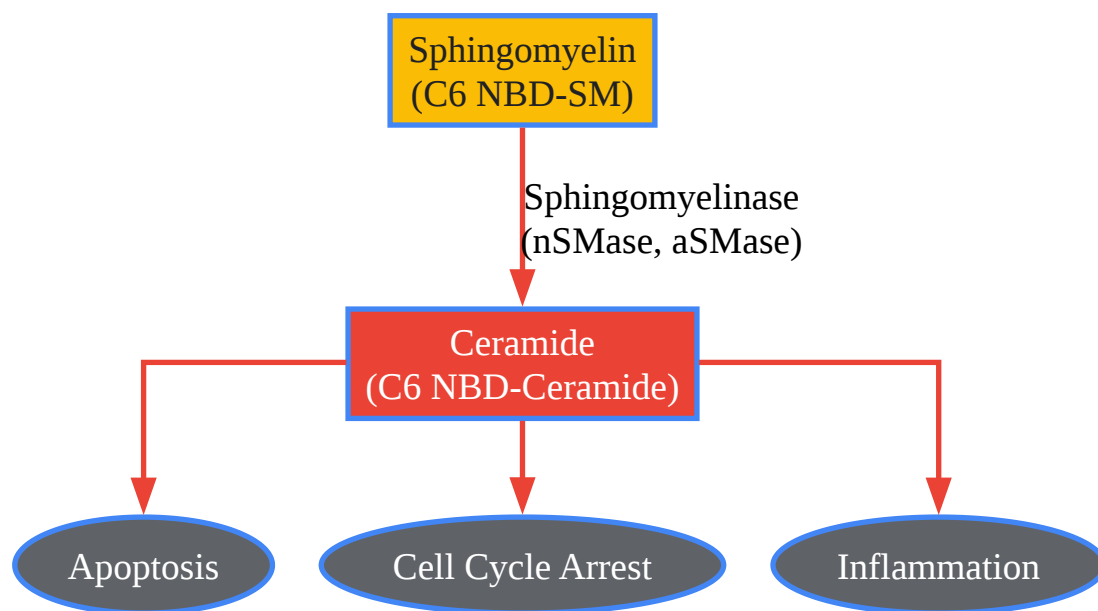 Sphingomyelin
(C6 NBD-SM)
Sphingomyelinase
(nSMase, aSMase)
Ceramide
(C6 NBD-Ceramide)
Apoptosis
Cell Cycle Arrest
Inflammation